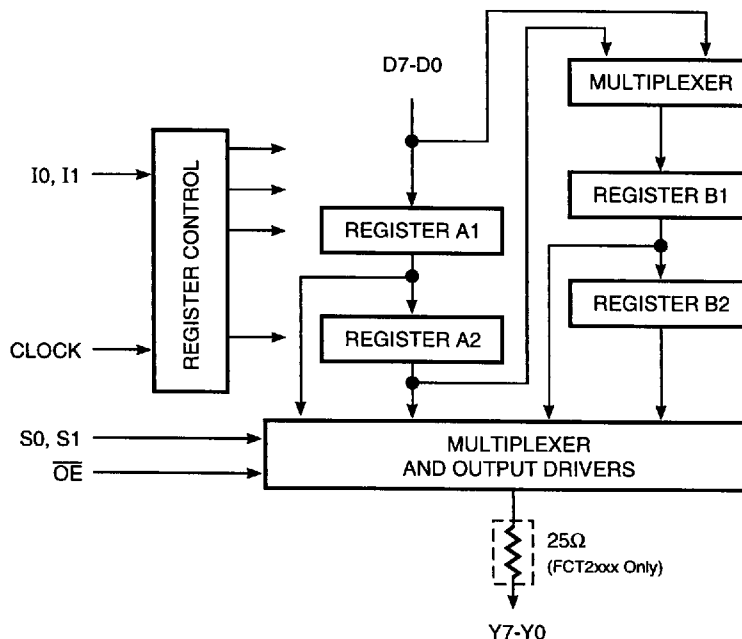 D7-D0
MULTIPLEXER
I0, I1
REGISTER CONTROL
REGISTER B1
REGISTER A1
REGISTER B2
REGISTER A2
CLOCK
S0, S1
OE
MULTIPLEXER
AND OUTPUT DRIVERS
25Ω
(FCT2xxx Only)
Y7-Y0